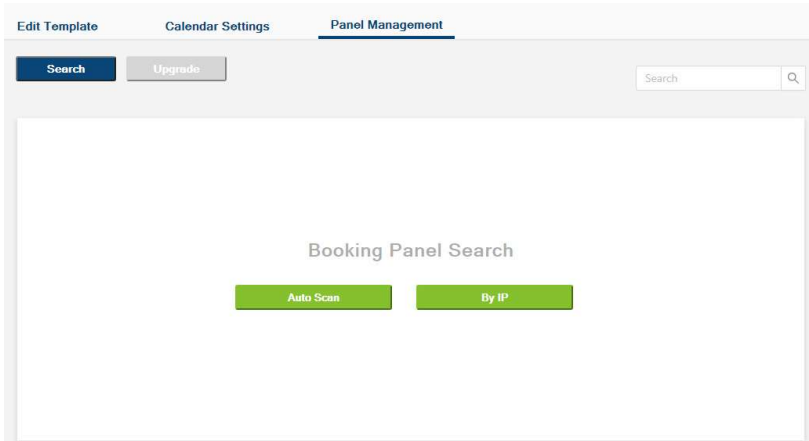 Edit Template Calendar Settings Panel Management
Search Upgrade
Search
Booking Panel Search
Auto Scan By IP